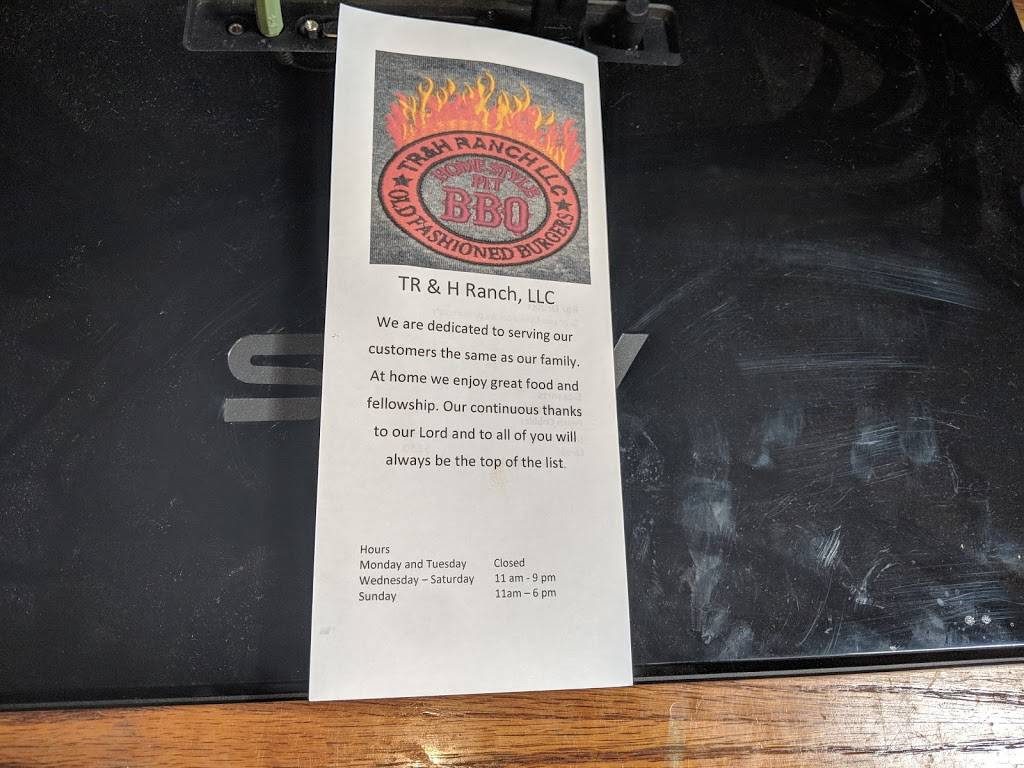 TR&H RANCH LLC
HOME STYLE
PIT
BBQ
OLD FASHIONED BURGERS
TR & H Ranch, LLC
We are dedicated to serving our
customers the same as our family.
At home we enjoy great food and
fellowship. Our continuous thanks
to our Lord and to all of you will
always be the top of the list.
Hours
Monday and Tuesday Closed
Wednesday – Saturday 11 am - 9 pm
Sunday 11am – 6 pm